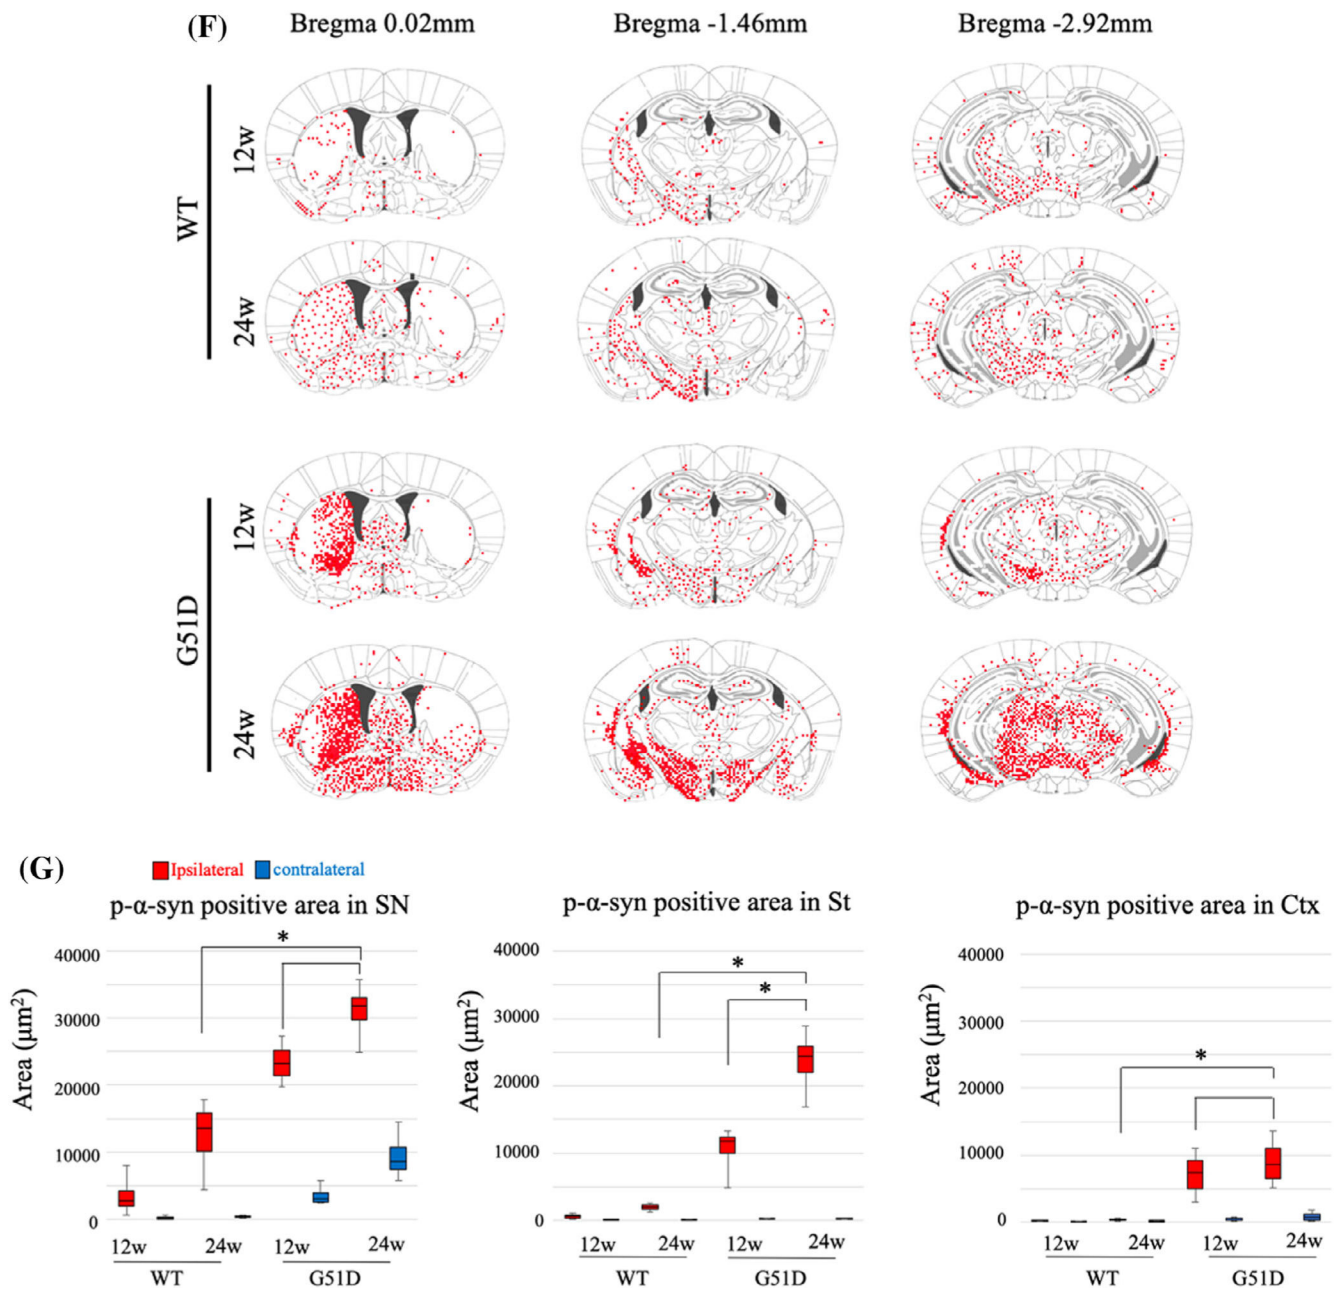 (F)
Bregma 0.02mm
Bregma -1.46mm
Bregma -2.92mm
WT
12w
24w
G51D
12w
24w
(G)
Ipsilateral
contralateral
p-α-syn positive area in SN
Area (μm²)
40000
30000
20000
10000
0
*
12w
24w
12w
24w
WT
G51D
p-α-syn positive area in St
Area (μm²)
40000
30000
20000
10000
0
*
*
12w
24w
12w
24w
WT
G51D
p-α-syn positive area in Ctx
Area (μm²)
40000
30000
20000
10000
0
*
12w
24w
12w
24w
WT
G51D